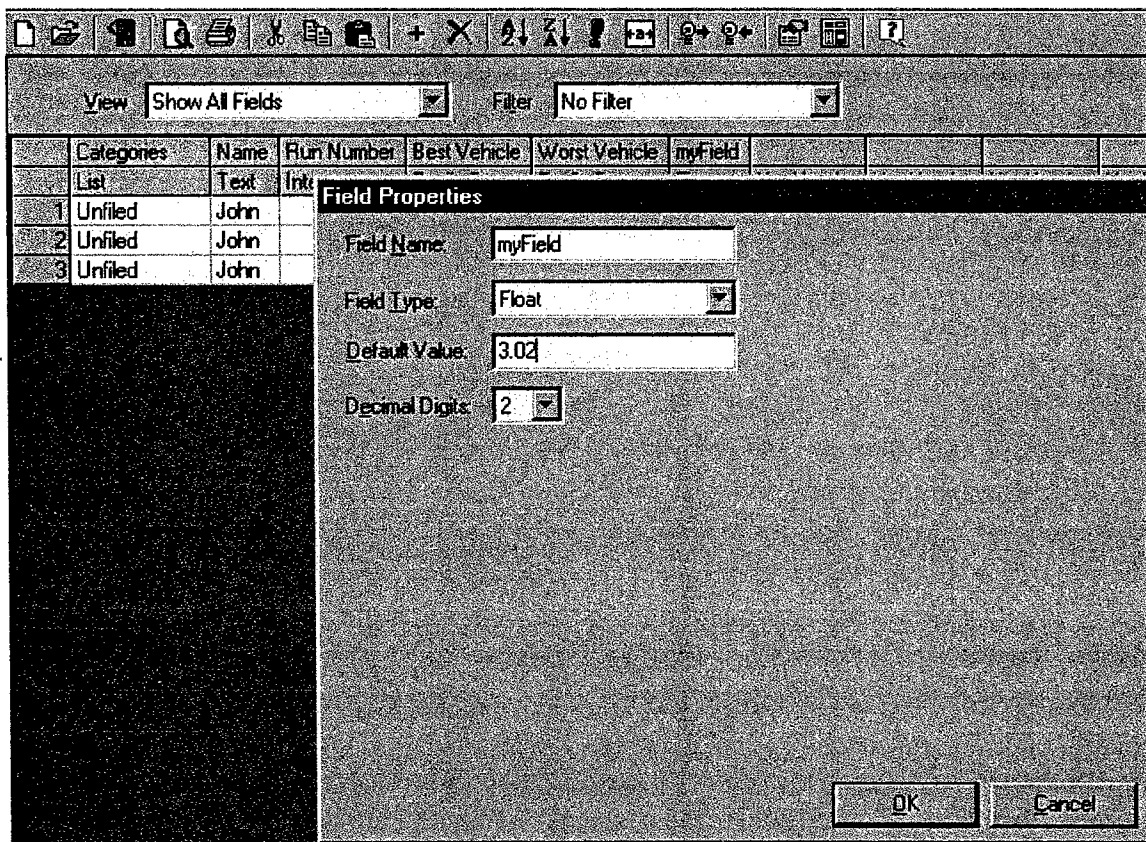 View Show All Fields Filter No Filter
Categories Name Run Number Best Vehicle Worst Vehicle myField
List Text
1 Unfiled John
2 Unfiled John
3 Unfiled John
Field Properties
Field Name: myField
Field Type: Float
Default Value: 3.02
Decimal Digits: 2
OK Cancel